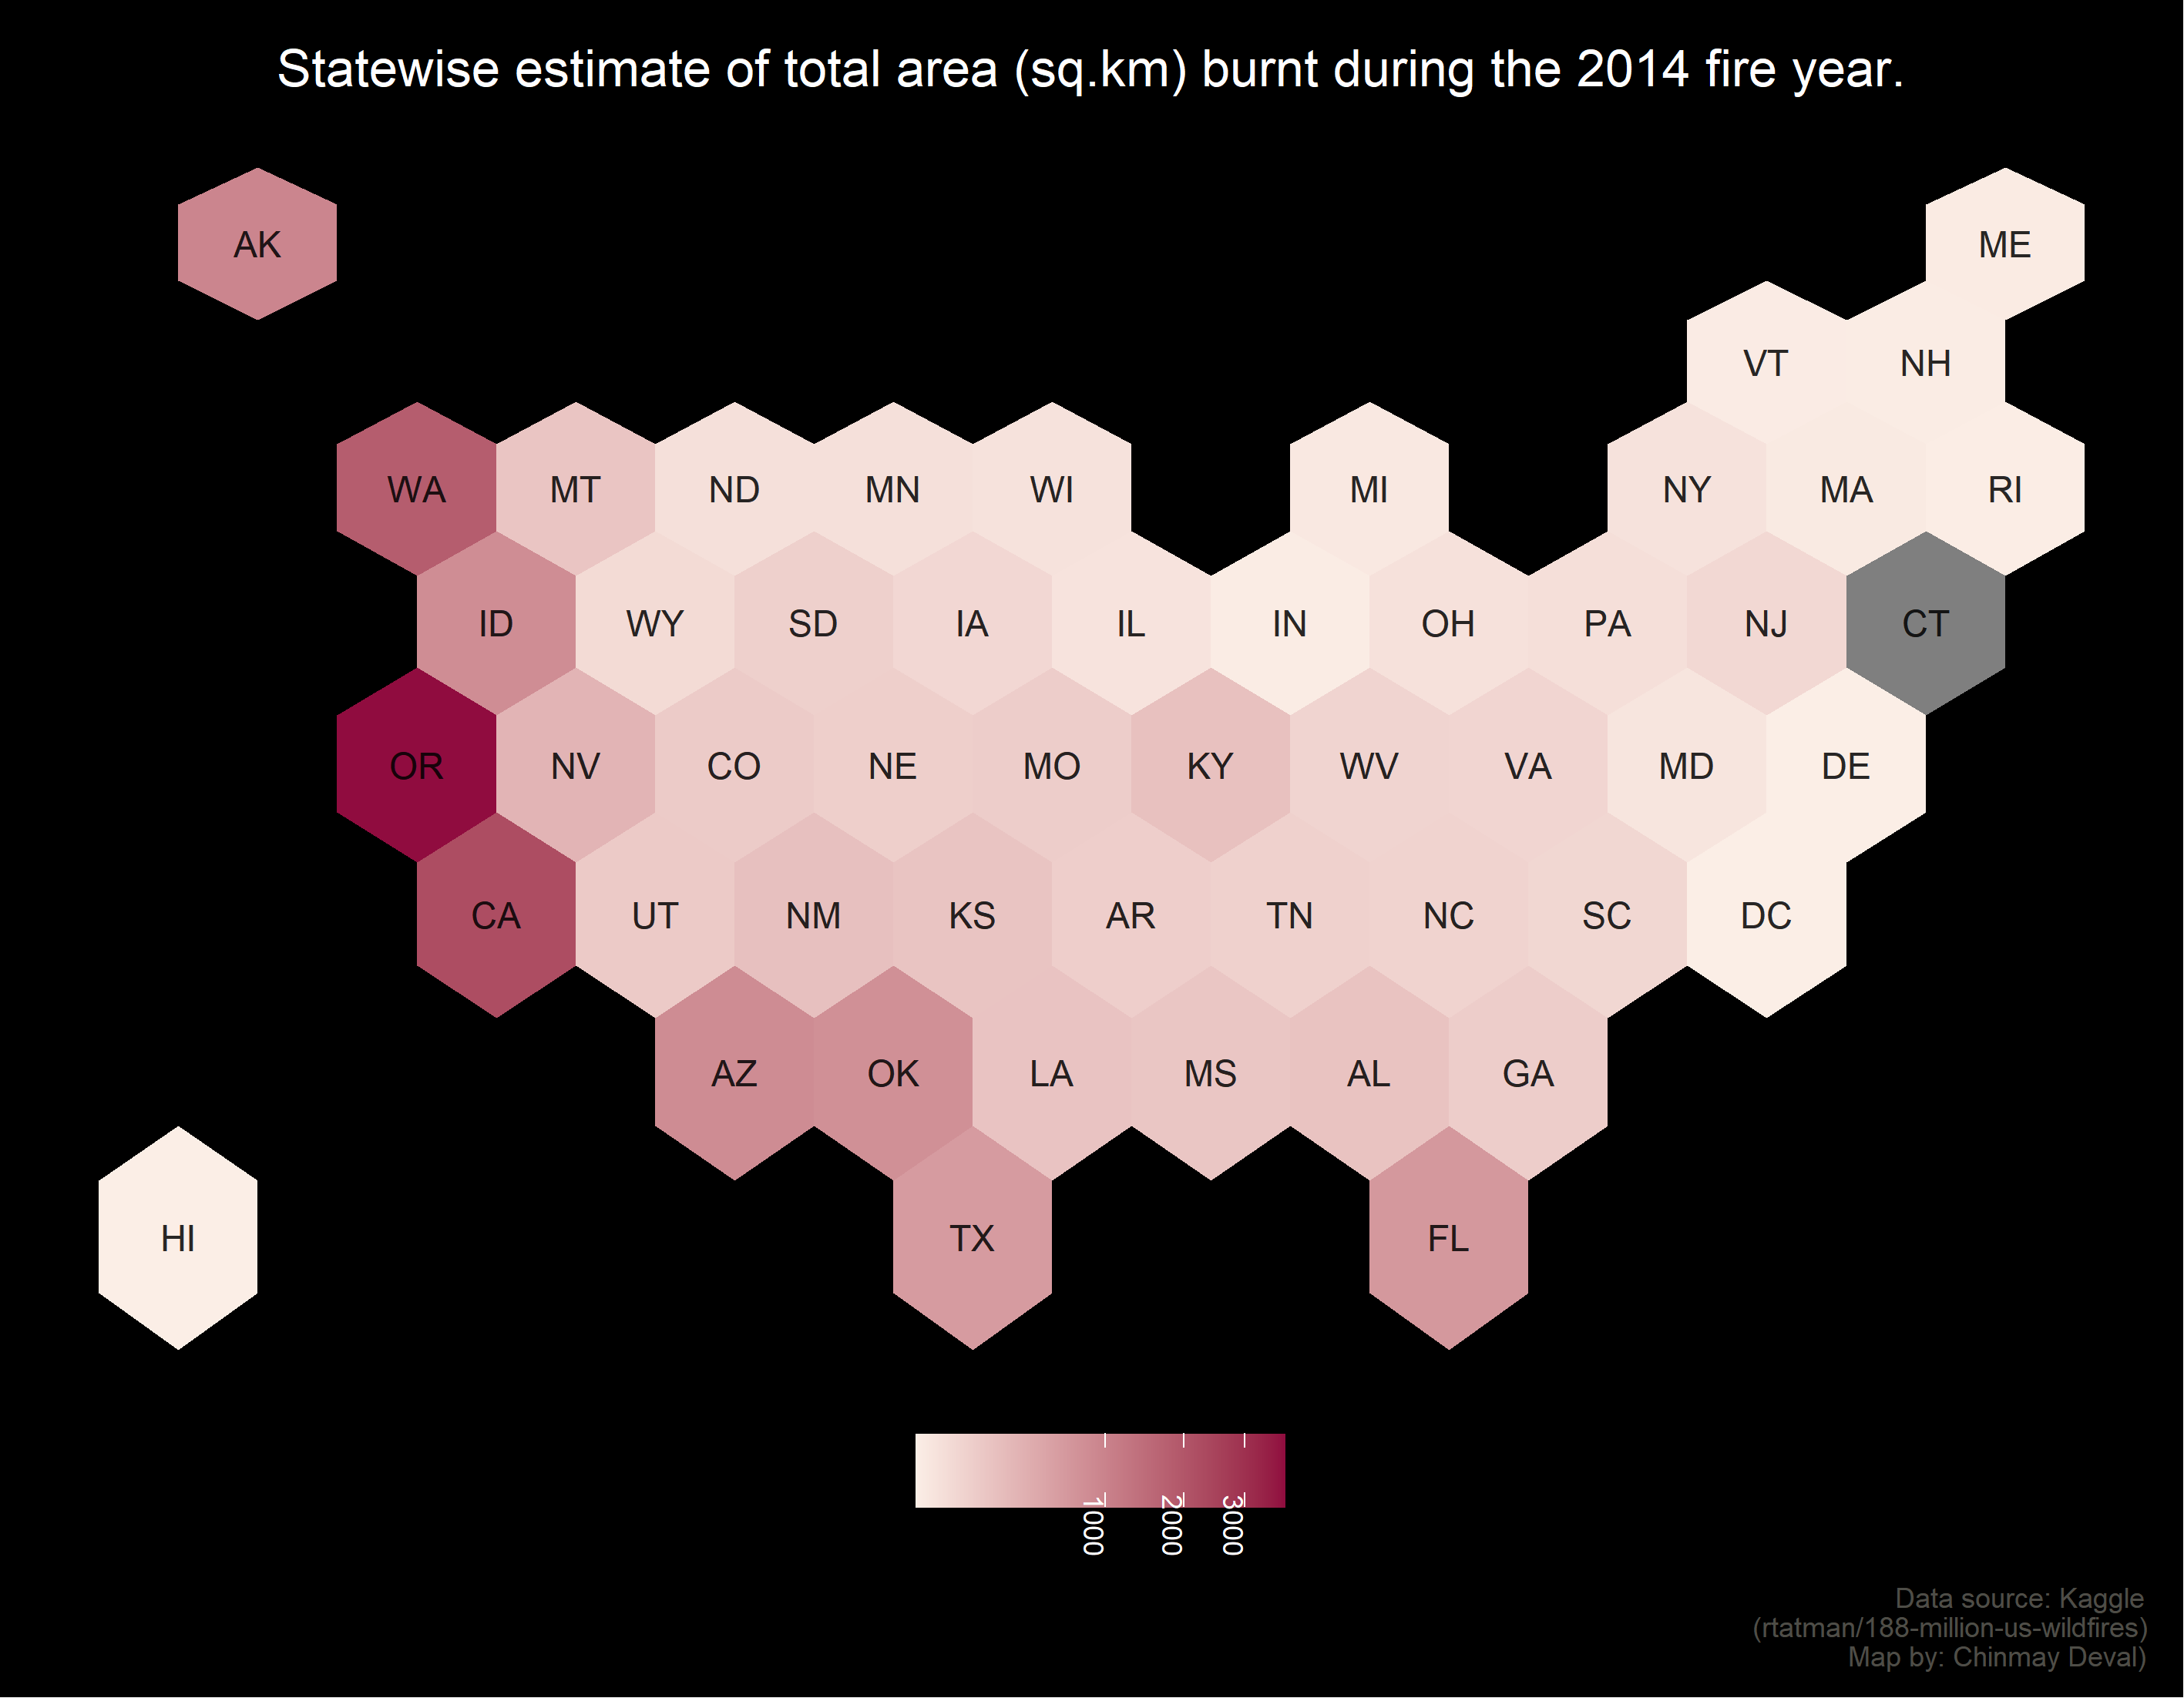 Statewise estimate of total area (sq.km) burnt during the 2014 fire year.
AK
ME
VT NH
WA MT ND MN WI MI NY MA RI
ID WY SD IA IL IN OH PA NJ CT
OR NV CO NE MO KY WV VA MD DE
CA UT NM KS AR TN NC SC DC
AZ OK LA MS AL GA
HI TX FL
1000 2000 3000
Data source: Kaggle
(rtatman/188-million-us-wildfires)
Map by: Chinmay Deval)